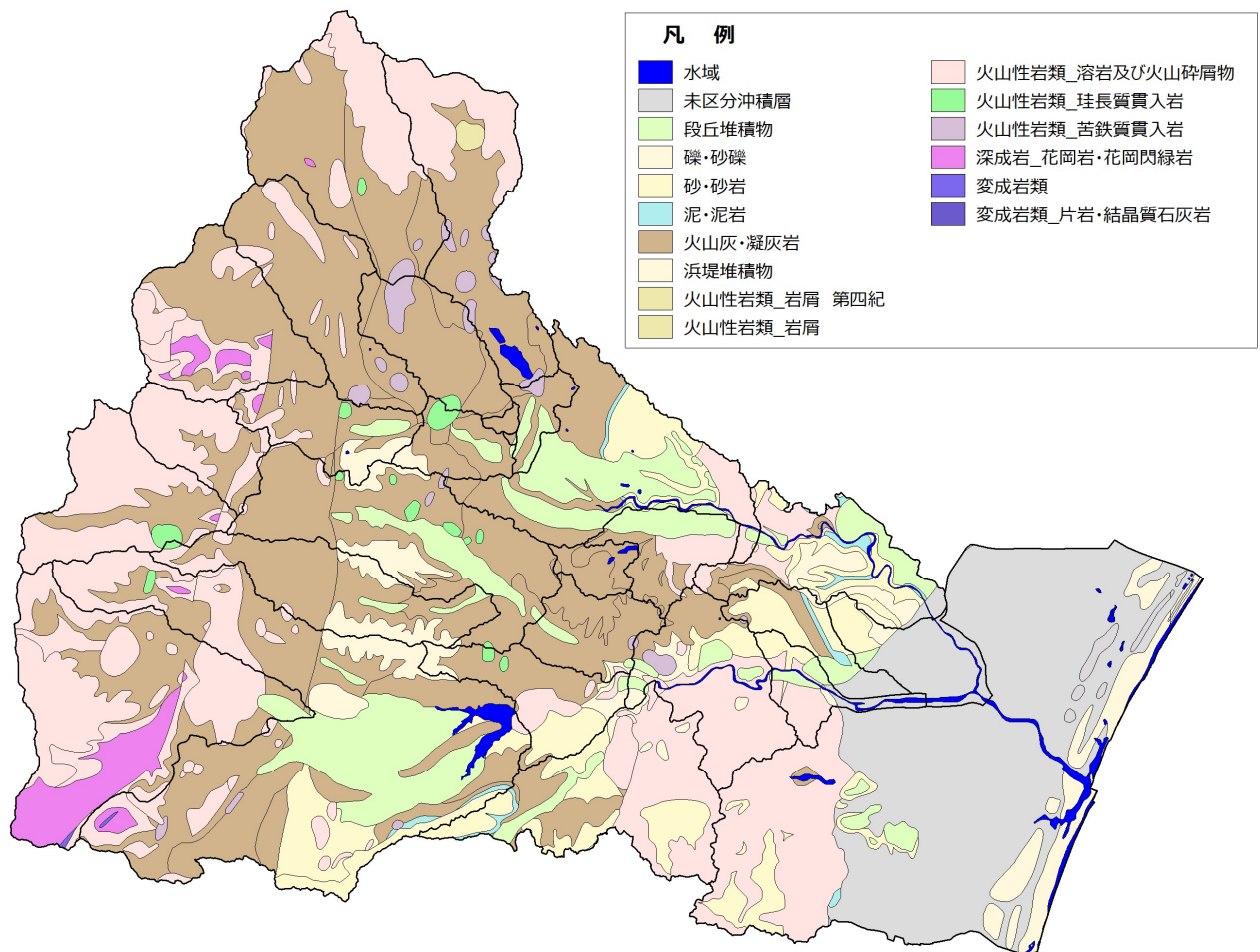 凡 例
水域
未区分沖積層
段丘堆積物
礫・砂礫
砂・砂岩
泥・泥岩
火山灰・凝灰岩
浜堤堆積物
火山性岩類_岩屑 第四紀
火山性岩類_岩屑
火山性岩類_溶岩及び火山砕屑物
火山性岩類_珪長質貫入岩
火山性岩類_苦鉄質貫入岩
深成岩_花岡岩・花岡閃緑岩
変成岩類
変成岩類_片岩・結晶質石灰岩